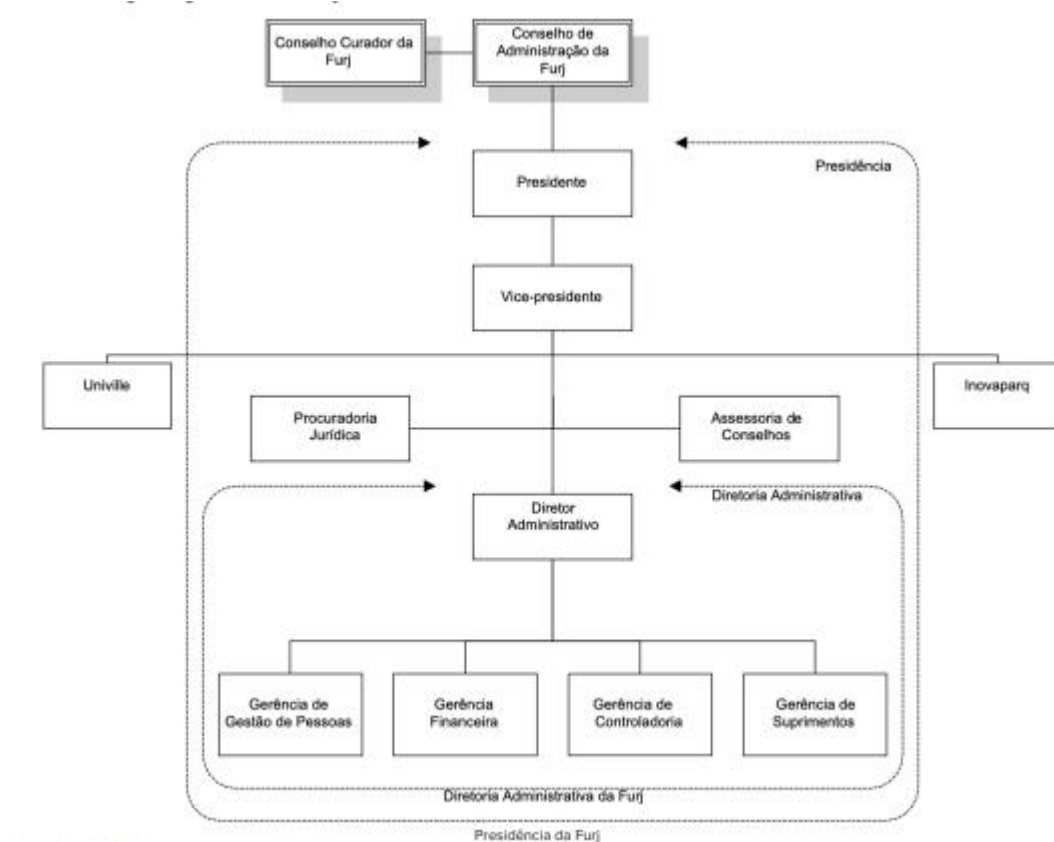 Conselho Curador da
Furj
Conselho de
Administração da
Furj
Presidência
Presidente
Vice-presidente
Univille
Inovaparq
Procuradoria
Jurídica
Assessoria de
Conselhos
Diretoria Administrativa
Diretor
Administrativo
Gerência de
Gestão de Pessoas
Gerência
Financeira
Gerência de
Controladoria
Gerência de
Suprimentos
Diretoria Administrativa da Furj
Presidência da Furj